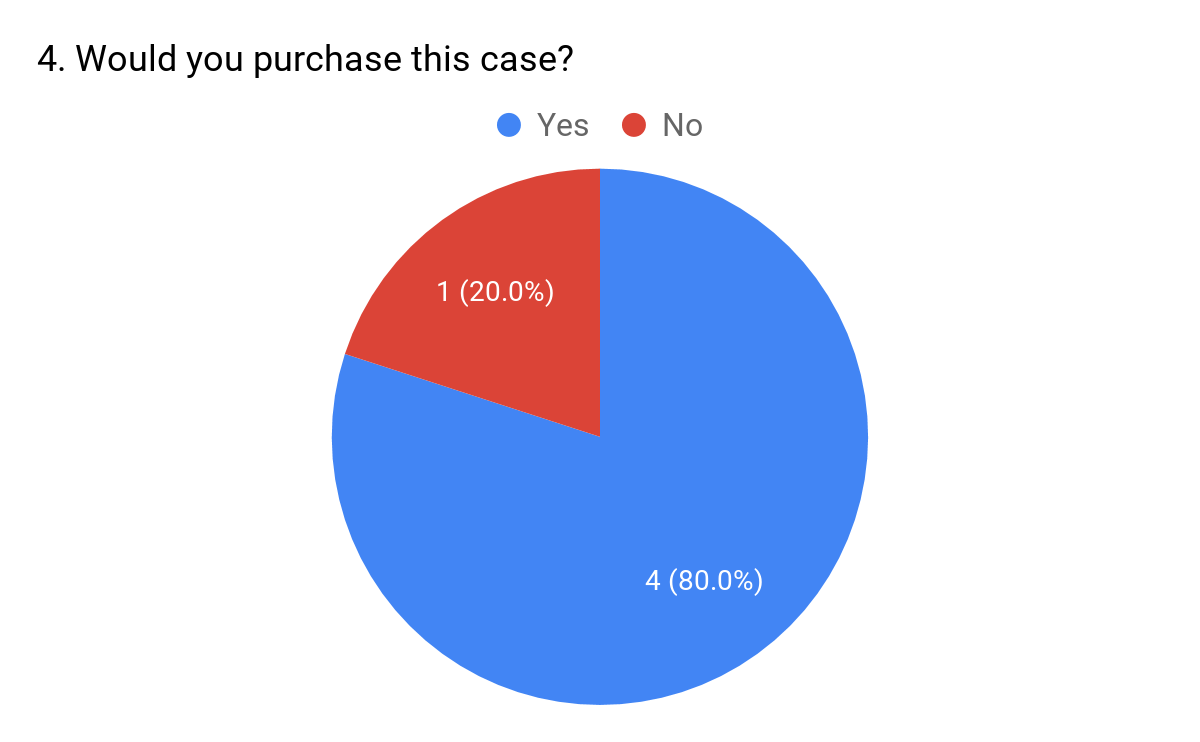 4. Would you purchase this case?
Yes No
1 (20.0%)
4 (80.0%)